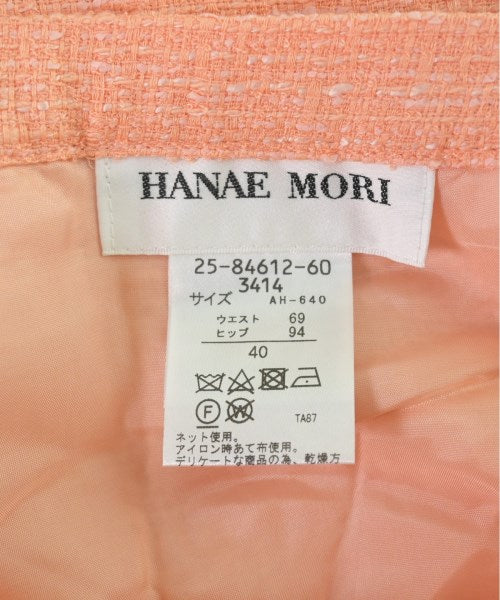 HANAE MORI
25-84612-60
3414
サイズ AH-640
ウエスト 69
ヒップ 94
40
F W
TA87
ネット使用。
アイロン時あて布使用。
デリケートな商品の為、乾燥方